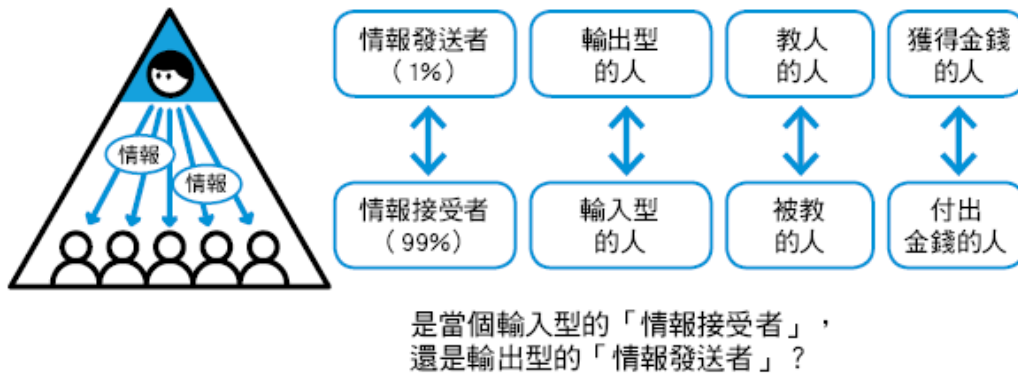 情報
情報
情報發送者
（1%）
輸出型
的人
教人
的人
獲得金錢
的人
情報接受者
（99%）
輸入型
的人
被教
的人
付出
金錢的人
是當個輸入型的「情報接受者」，
還是輸出型的「情報發送者」？